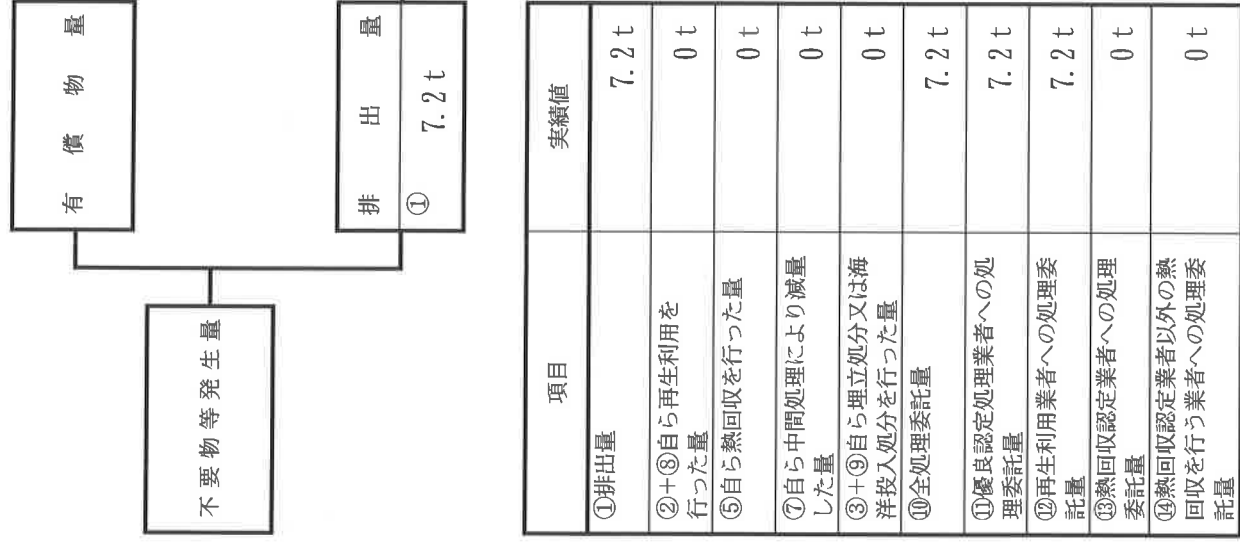 有償物量
不要物等発生量
排出量
① 7.2 t
項目 実績値
①排出量 7.2 t
②+⑧自ら再生利用を
行った量 0 t
⑤自ら熱回収を行った量 0 t
⑦自ら中間処理により減量
した量 0 t
③+⑨自ら埋立処分又は海
洋投入処分を行った量 0 t
⑩全処理委託量 7.2 t
⑪優良認定処理業者への処
理委託量 7.2 t
⑫再生利用業者への処理委
託量 7.2 t
⑬熱回収認定業者への処理
委託量 0 t
⑭熱回収認定業者以外の熱
回収を行う業者への処理委
託量 0 t